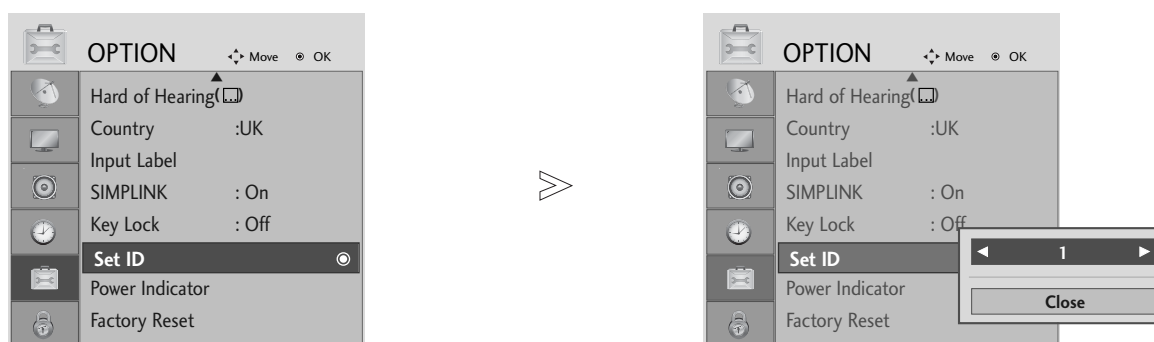 OPTION Move OK
Hard of Hearing( )
Country :UK
Input Label
SIMPLINK : On
Key Lock : Off
Set ID
Power Indicator
Factory Reset
OPTION Move OK
Hard of Hearing( )
Country :UK
Input Label
SIMPLINK : On
Key Lock : Off
Set ID
Power Indicator
Factory Reset
1
Close